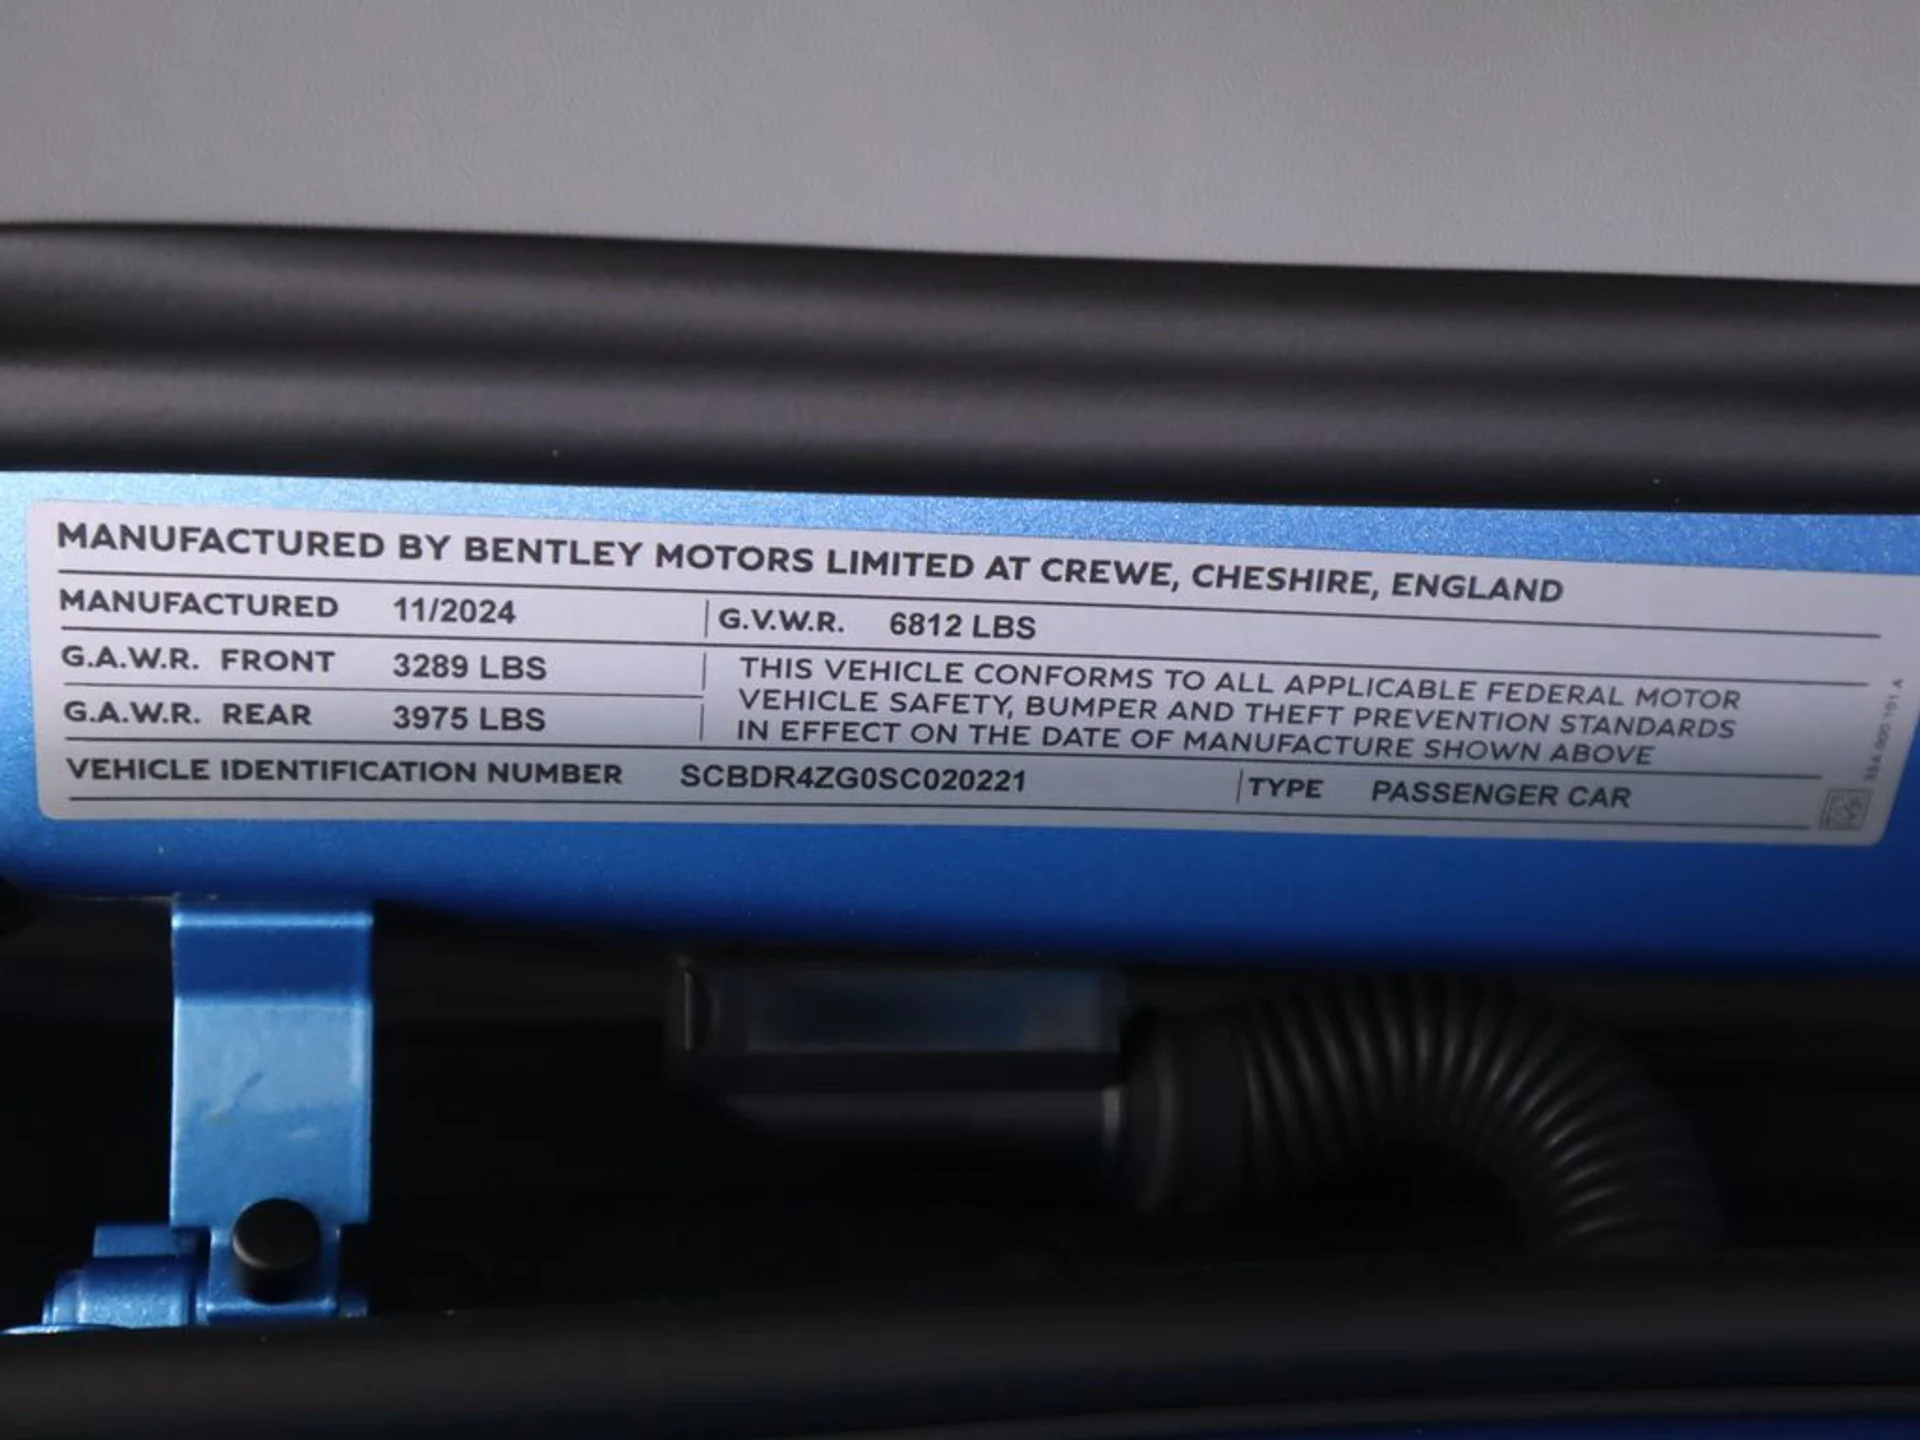 MANUFACTURED BY BENTLEY MOTORS LIMITED AT CREWE, CHESHIRE, ENGLAND
MANUFACTURED 11/2024 G.V.W.R. 6812 LBS
G.A.W.R. FRONT 3289 LBS
G.A.W.R. REAR 3975 LBS
THIS VEHICLE CONFORMS TO ALL APPLICABLE FEDERAL MOTOR
VEHICLE SAFETY, BUMPER AND THEFT PREVENTION STANDARDS
IN EFFECT ON THE DATE OF MANUFACTURE SHOWN ABOVE
VEHICLE IDENTIFICATION NUMBER SCBDR4ZG0SC020221 TYPE PASSENGER CAR